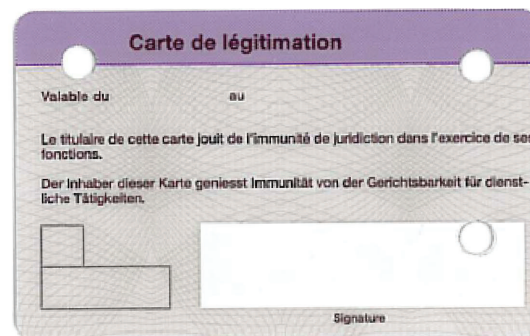 Carte de légitimation
Valable du au
Le titulaire de cette carte jouit de l'immunité de juridiction dans l'exercice de ses
fonctions.
Der Inhaber dieser Karte geniesst Immunität von der Gerichtsbarkeit für dienst-
liche Tätigkeiten.
Signature